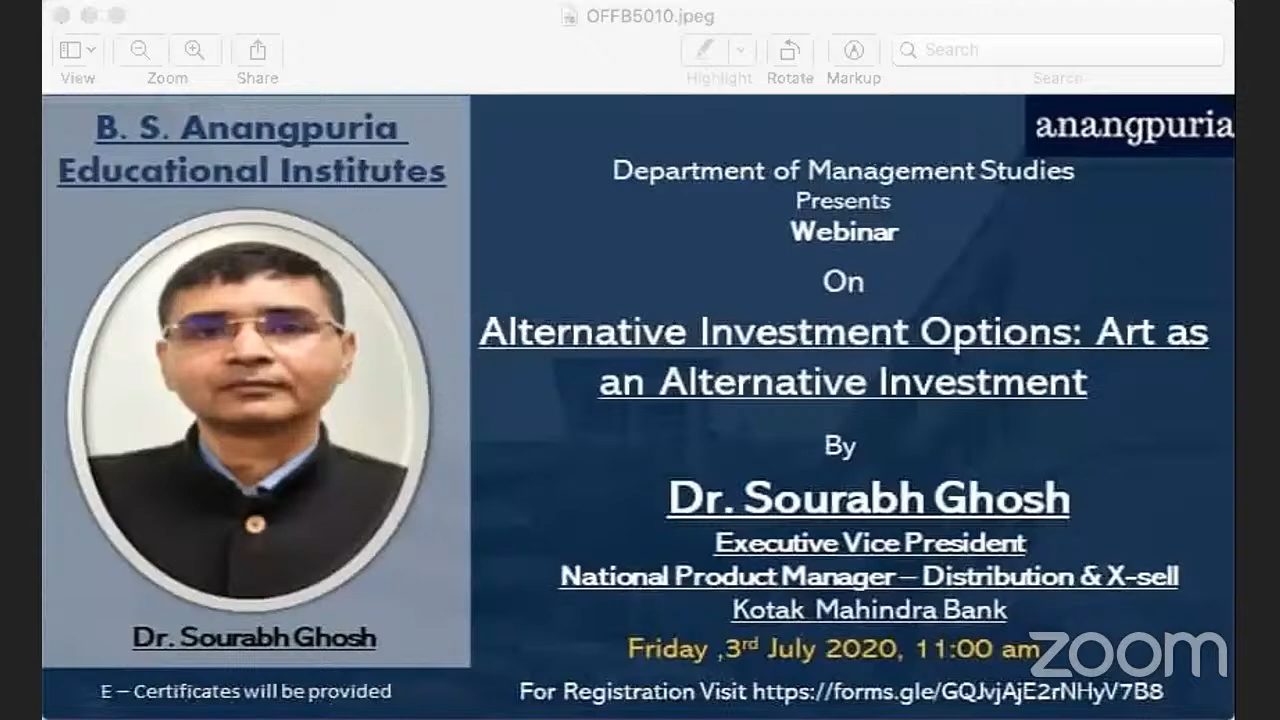 OFFB5010.jpeg
View
Zoom
Share
Highlight
Rotate
Markup
Search
Search
B. S. Anangpuria
Educational Institutes
anangpuria
Department of Management Studies
Presents
Webinar
On
Alternative Investment Options: Art as
an Alternative Investment
By
Dr. Sourabh Ghosh
Executive Vice President
National Product Manager – Distribution & X-sell
Kotak Mahindra Bank
Friday ,3rd July 2020, 11:00 am
Dr. Sourabh Ghosh
zoom
E – Certificates will be provided
For Registration Visit https://forms.gle/GQJvjAjE2rNHyV7B8